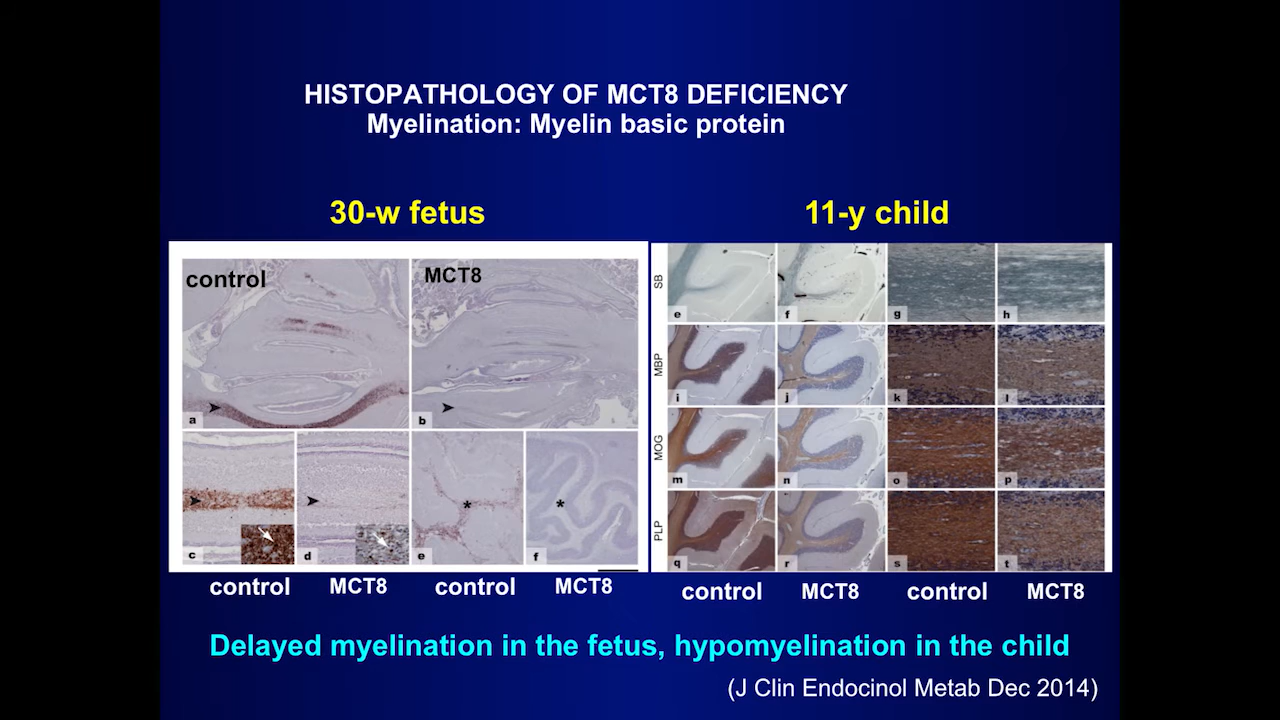 HISTOPATHOLOGY OF MCT8 DEFICIENCY
Myelination: Myelin basic protein
30-w fetus
11-y child
control
MCT8
a
b
c
d
e
f
control
MCT8
control
MCT8
SB
e
f
g
h
MBP
i
j
k
l
MOG
m
n
o
p
PLP
q
r
s
t
control
MCT8
control
MCT8
Delayed myelination in the fetus, hypomyelination in the child
(J Clin Endocinol Metab Dec 2014)